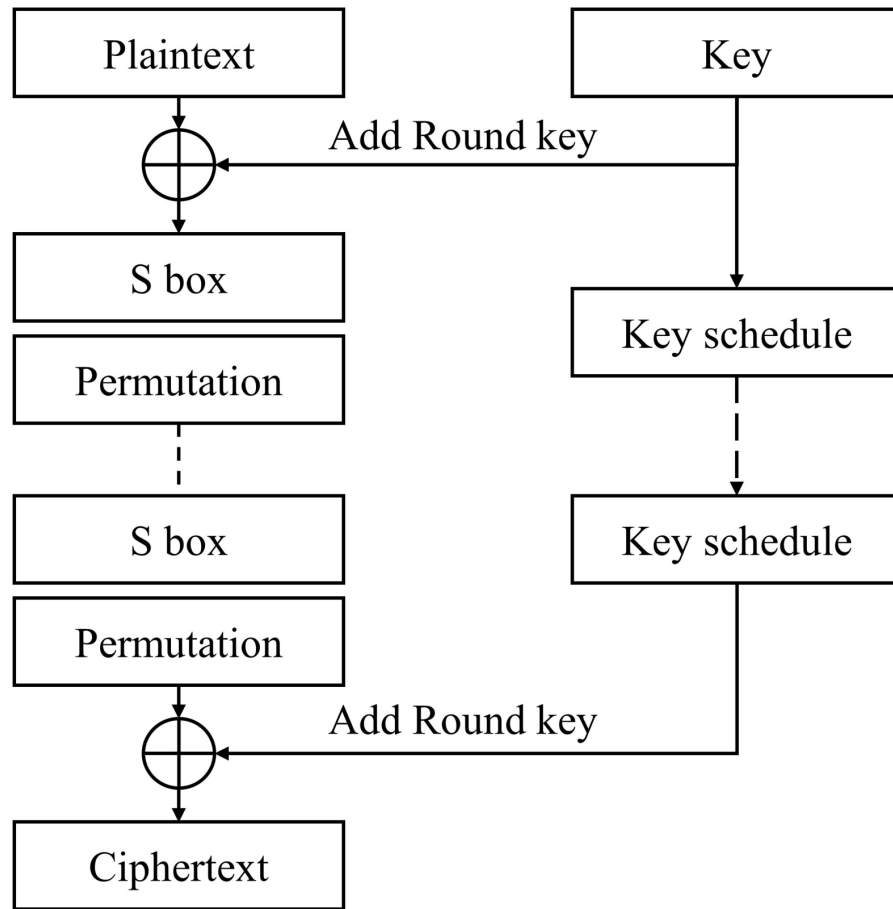 Plaintext
Key
Add Round key
S box
Key schedule
Permutation
S box
Key schedule
Permutation
Add Round key
Ciphertext